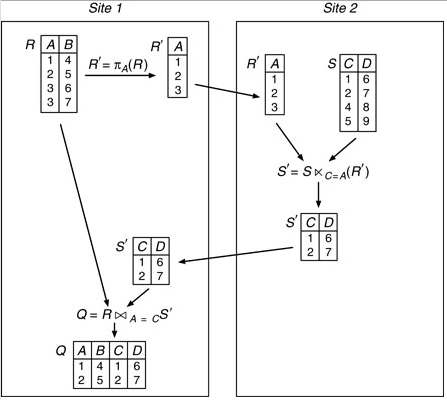 Site 1
Site 2
R A B
1 4
2 5
3 6
3 7
R′ = πA(R)
R′ A
1
2
3
R′ A
1
2
3
S C D
1 6
2 7
4 8
5 9
S′ = S ⋉ C=A(R′)
S′ C D
1 6
2 7
S′ C D
1 6
2 7
Q = R ⋈ A = C S′
Q A B C D
1 4 1 6
2 5 2 7